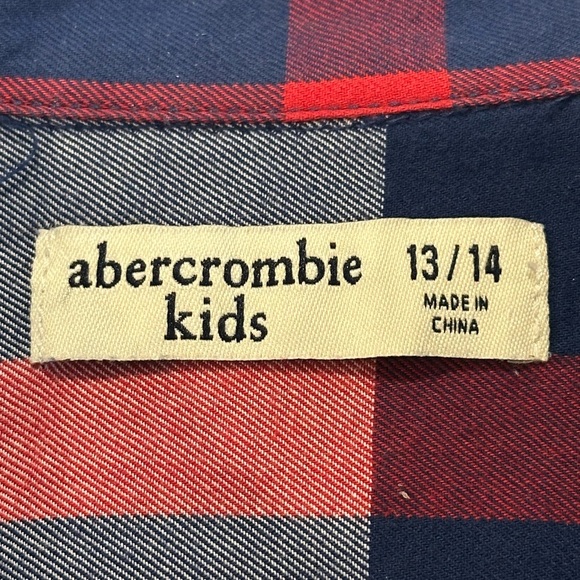 abercrombie
kids
13/14
MADE IN
CHINA